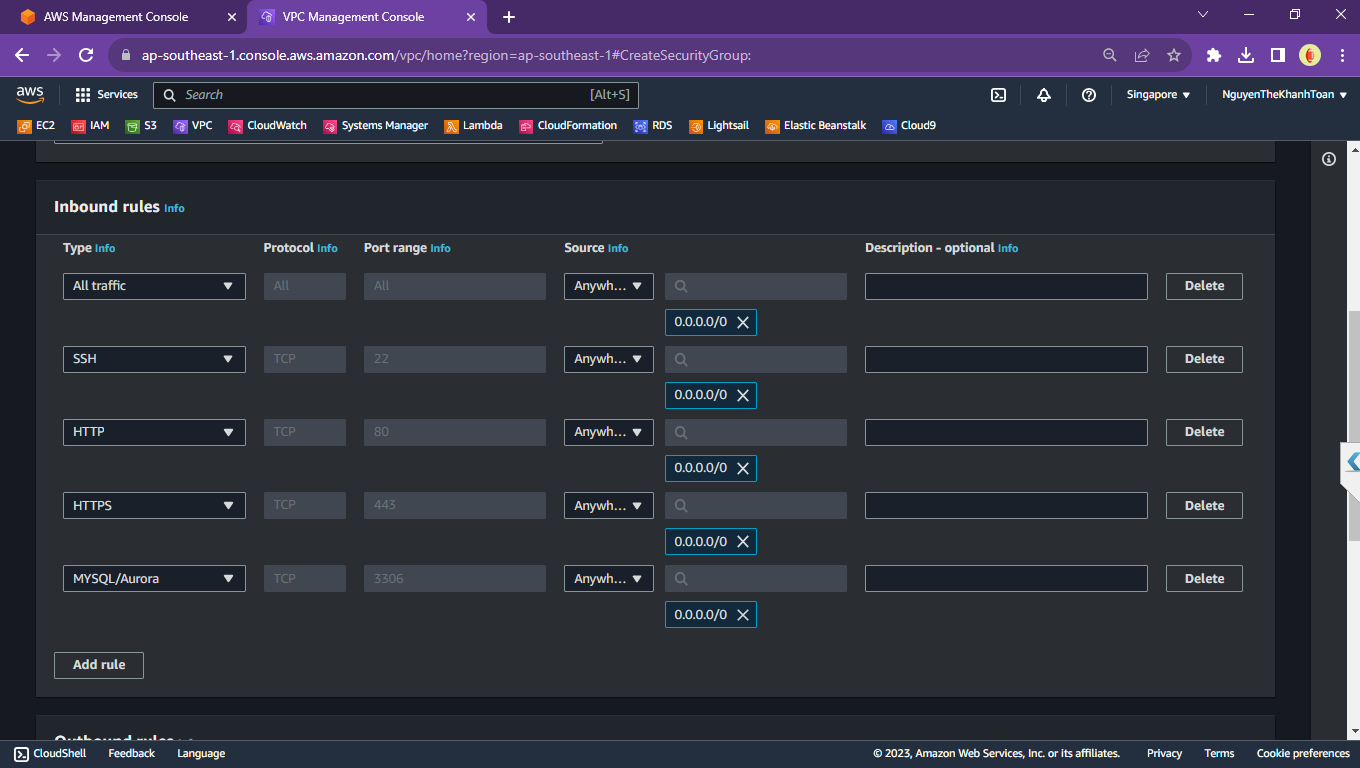 AWS Management Console
VPC Management Console
ap-southeast-1.console.aws.amazon.com/vpc/home?region=ap-southeast-1#CreateSecurityGroup:
aws
Services
Search
[Alt+S]
Singapore
NguyenTheKhanhToan
EC2 IAM S3 VPC CloudWatch Systems Manager Lambda CloudFormation RDS Lightsail Elastic Beanstalk Cloud9
Inbound rules Info
Type Info Protocol Info Port range Info Source Info Description - optional Info
All traffic All All Anywh... Delete
0.0.0.0/0
SSH TCP 22 Anywh... Delete
0.0.0.0/0
HTTP TCP 80 Anywh... Delete
0.0.0.0/0
HTTPS TCP 443 Anywh... Delete
0.0.0.0/0
MYSQL/Aurora TCP 3306 Anywh... Delete
0.0.0.0/0
Add rule
Outbound rules
CloudShell Feedback Language © 2023, Amazon Web Services, Inc. or its affiliates. Privacy Terms Cookie preferences